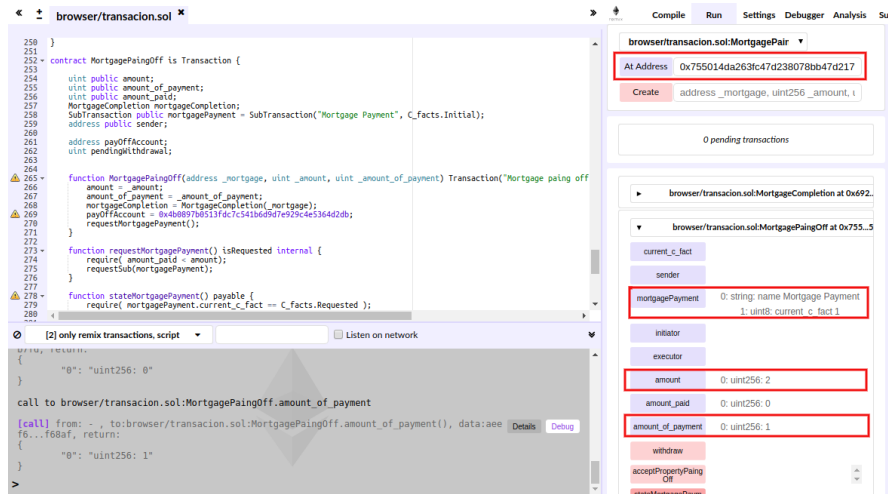 browser/transacion.sol
250 }
251
252 contract MortgagePaingOff is Transaction {
253
254 uint public amount;
255 uint public amount_of_payment;
256 uint public amount_paid;
257 MortgageCompletion mortgageCompletion;
258 SubTransaction public mortgagePayment = SubTransaction("Mortgage Payment", C_facts.Initial);
259 address public sender;
260
261 address payOffAccount;
262 uint pendingWithdrawal;
263
264
265 function MortgagePaingOff(address _mortgage, uint _amount, uint _amount_of_payment) Transaction("Mortgage paing off
266 amount = _amount;
267 amount_of_payment = _amount_of_payment;
268 mortgageCompletion = MortgageCompletion(_mortgage);
269 payOffAccount = 0x4b0897b0513fdc7c541b6d9d7e929c4e5364d2db;
270 requestMortgagePayment();
271 }
272
273 function requestMortgagePayment() isRequested internal {
274 require( amount_paid < amount);
275 requestSub(mortgagePayment);
276 }
277
278 function stateMortgagePayment() payable {
279 require( mortgagePayment.current_c_fact == C_facts.Requested );
280
[2] only remix transactions, script
Listen on network
{
"0": "uint256: 0"
}
call to browser/transacion.sol:MortgagePaingOff.amount_of_payment
[call] from: - , to:browser/transacion.sol:MortgagePaingOff.amount_of_payment(), data:aee
f6...f68af, return:
Details Debug
{
"0": "uint256: 1"
}
>
Compile Run Settings Debugger Analysis Su
browser/transacion.sol:MortgagePair
At Address 0x755014da263fc47d238078bb47d217
Create address _mortgage, uint256 _amount, u
0 pending transactions
browser/transacion.sol:MortgageCompletion at 0x692..
browser/transacion.sol:MortgagePaingOff at 0x755...5
current_c_fact
sender
mortgagePayment 0: string: name Mortgage Payment
1: uint8: current_c_fact 1
initiator
executor
amount 0: uint256: 2
amount_paid 0: uint256: 0
amount_of_payment 0: uint256: 1
withdraw
acceptPropertyPaing
Off